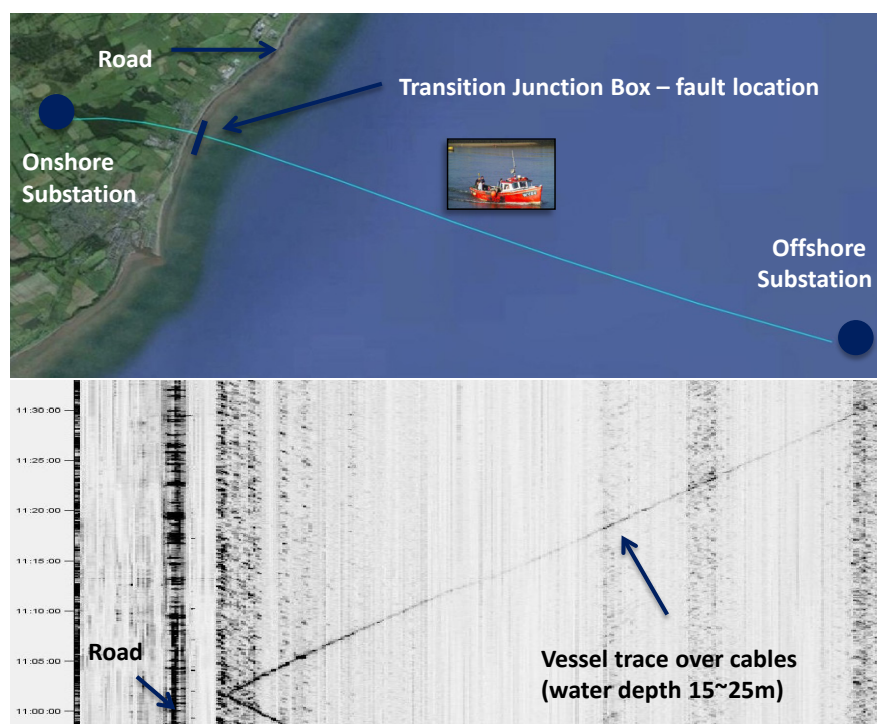 Road
Transition Junction Box – fault location
Onshore
Substation
Offshore
Substation
11:30:00
11:25:00
11:20:00
11:15:00
11:10:00
11:05:00
11:00:00
Road
Vessel trace over cables
(water depth 15~25m)